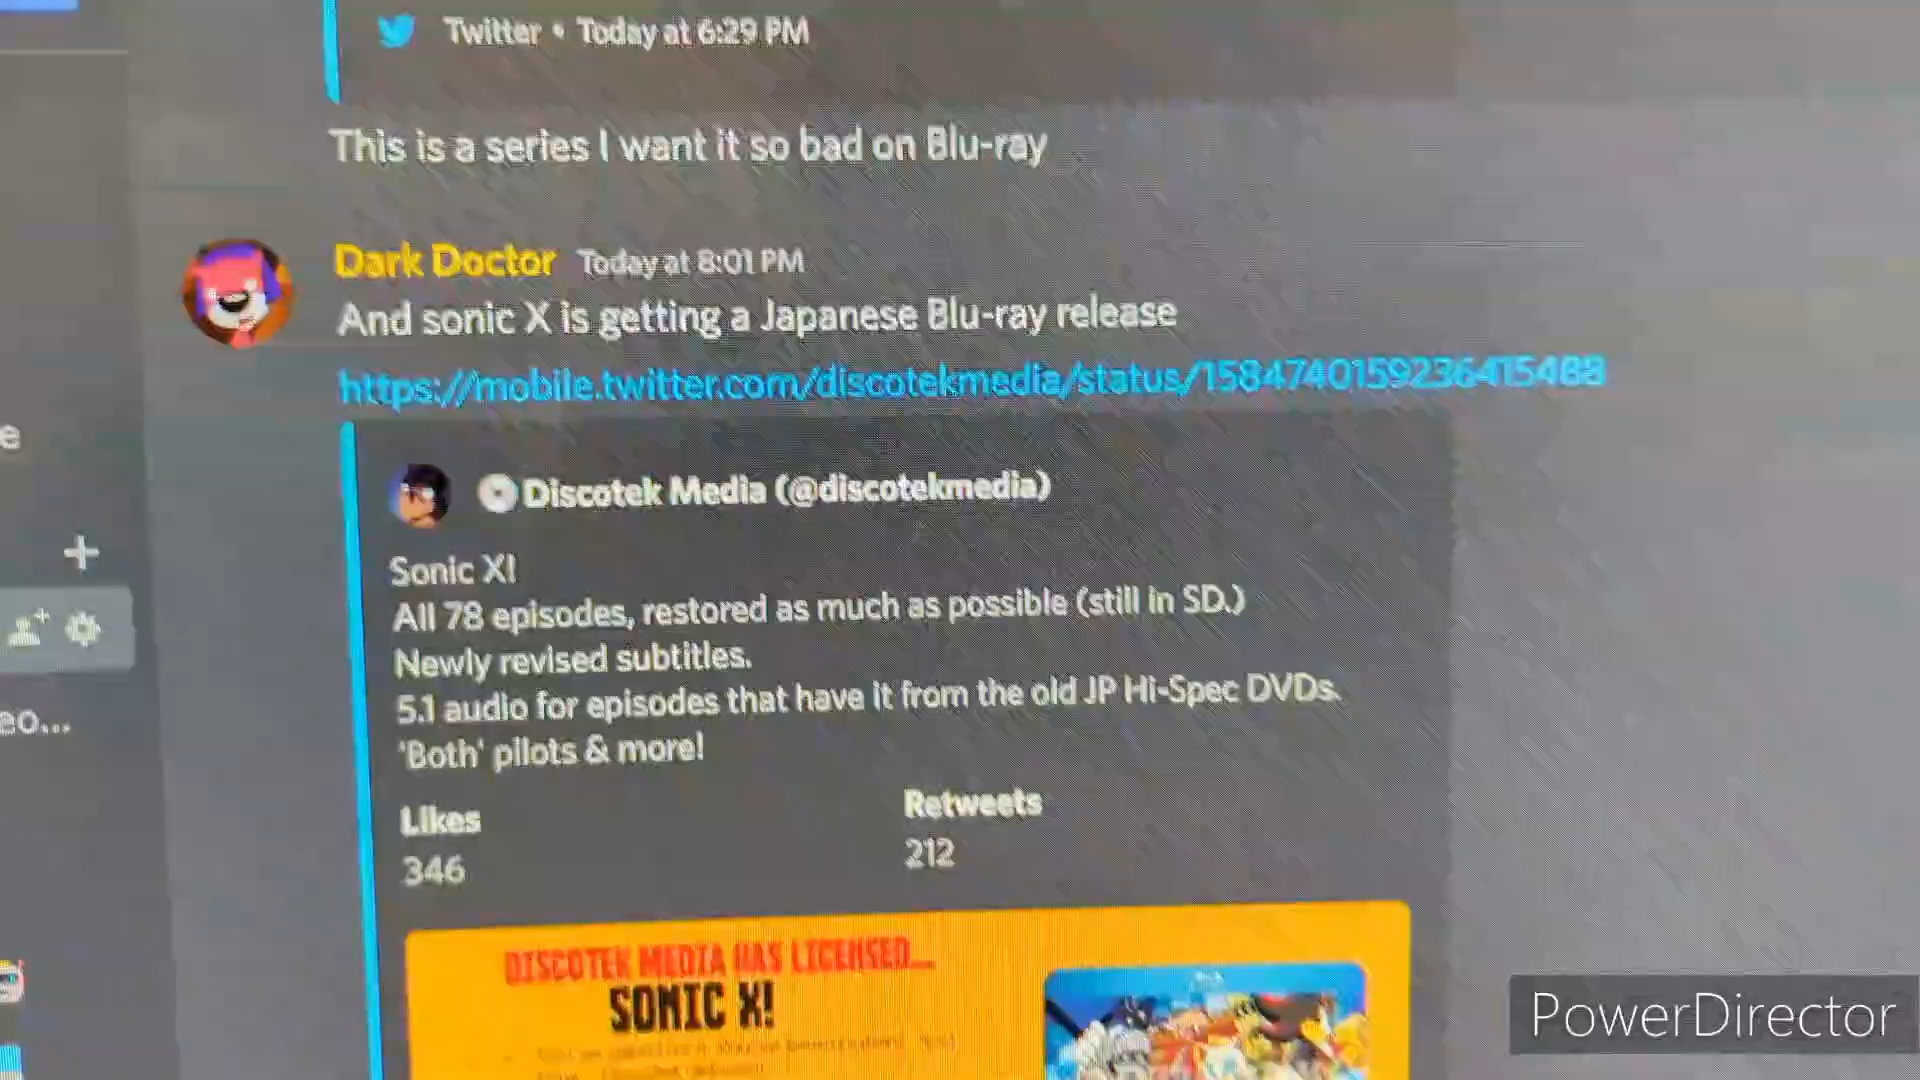 Twitter • Today at 6:29 PM
This is a series I want it so bad on Blu-ray
Dark Doctor Today at 8:01 PM
And sonic X is getting a Japanese Blu-ray release
https://mobile.twitter.com/discotekmedia/status/1584740159236415488
e
Discotek Media (@discotekmedia)
Sonic X!
All 78 episodes, restored as much as possible (still in SD.)
Newly revised subtitles.
5.1 audio for episodes that have it from the old JP Hi-Spec DVDs.
eo...
'Both' pilots & more!
Likes Retweets
346 212
DISCOTEK MEDIA HAS LICENSED...
SONIC X!
PowerDirector